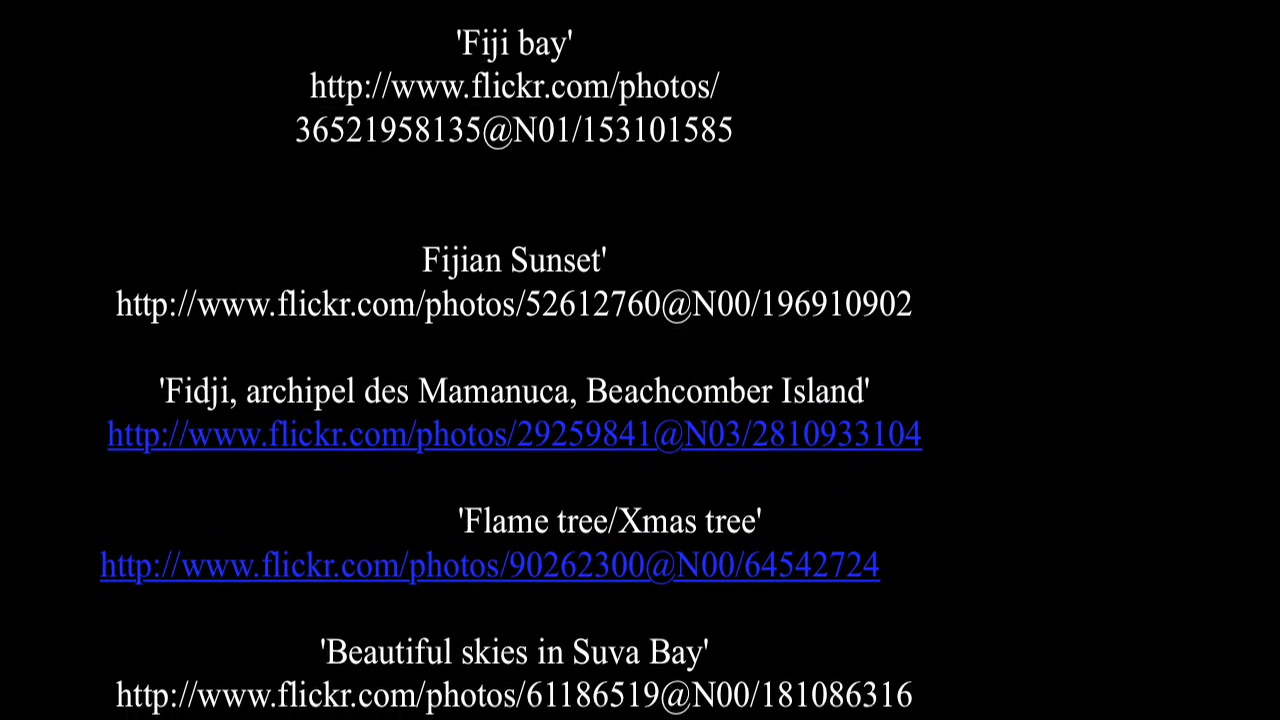 'Fiji bay'
http://www.flickr.com/photos/
36521958135@N01/153101585
Fijian Sunset'
http://www.flickr.com/photos/52612760@N00/196910902
'Fidji, archipel des Mamanuca, Beachcomber Island'
http://www.flickr.com/photos/29259841@N03/2810933104
'Flame tree/Xmas tree'
http://www.flickr.com/photos/90262300@N00/64542724
'Beautiful skies in Suva Bay'
http://www.flickr.com/photos/61186519@N00/181086316